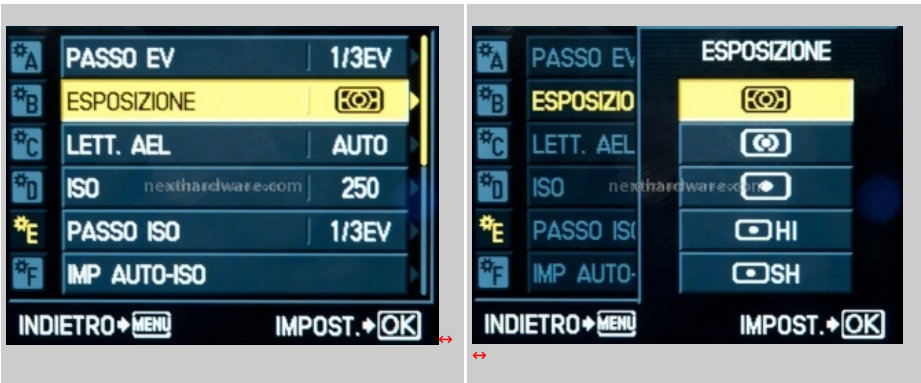 A PASSO EV 1/3EV
B ESPOSIZIONE
C LETT. AEL AUTO
D ISO 250
E PASSO ISO 1/3EV
F IMP AUTO-ISO
INDIETRO MENU IMPOST. OK
nexthardware.com
ESPOSIZIONE
A PASSO EV
B ESPOSIZIO
C LETT. AEL
D ISO
E PASSO ISO
F IMP AUTO-
HI
SH
INDIETRO MENU IMPOST. OK
nexthardware.com